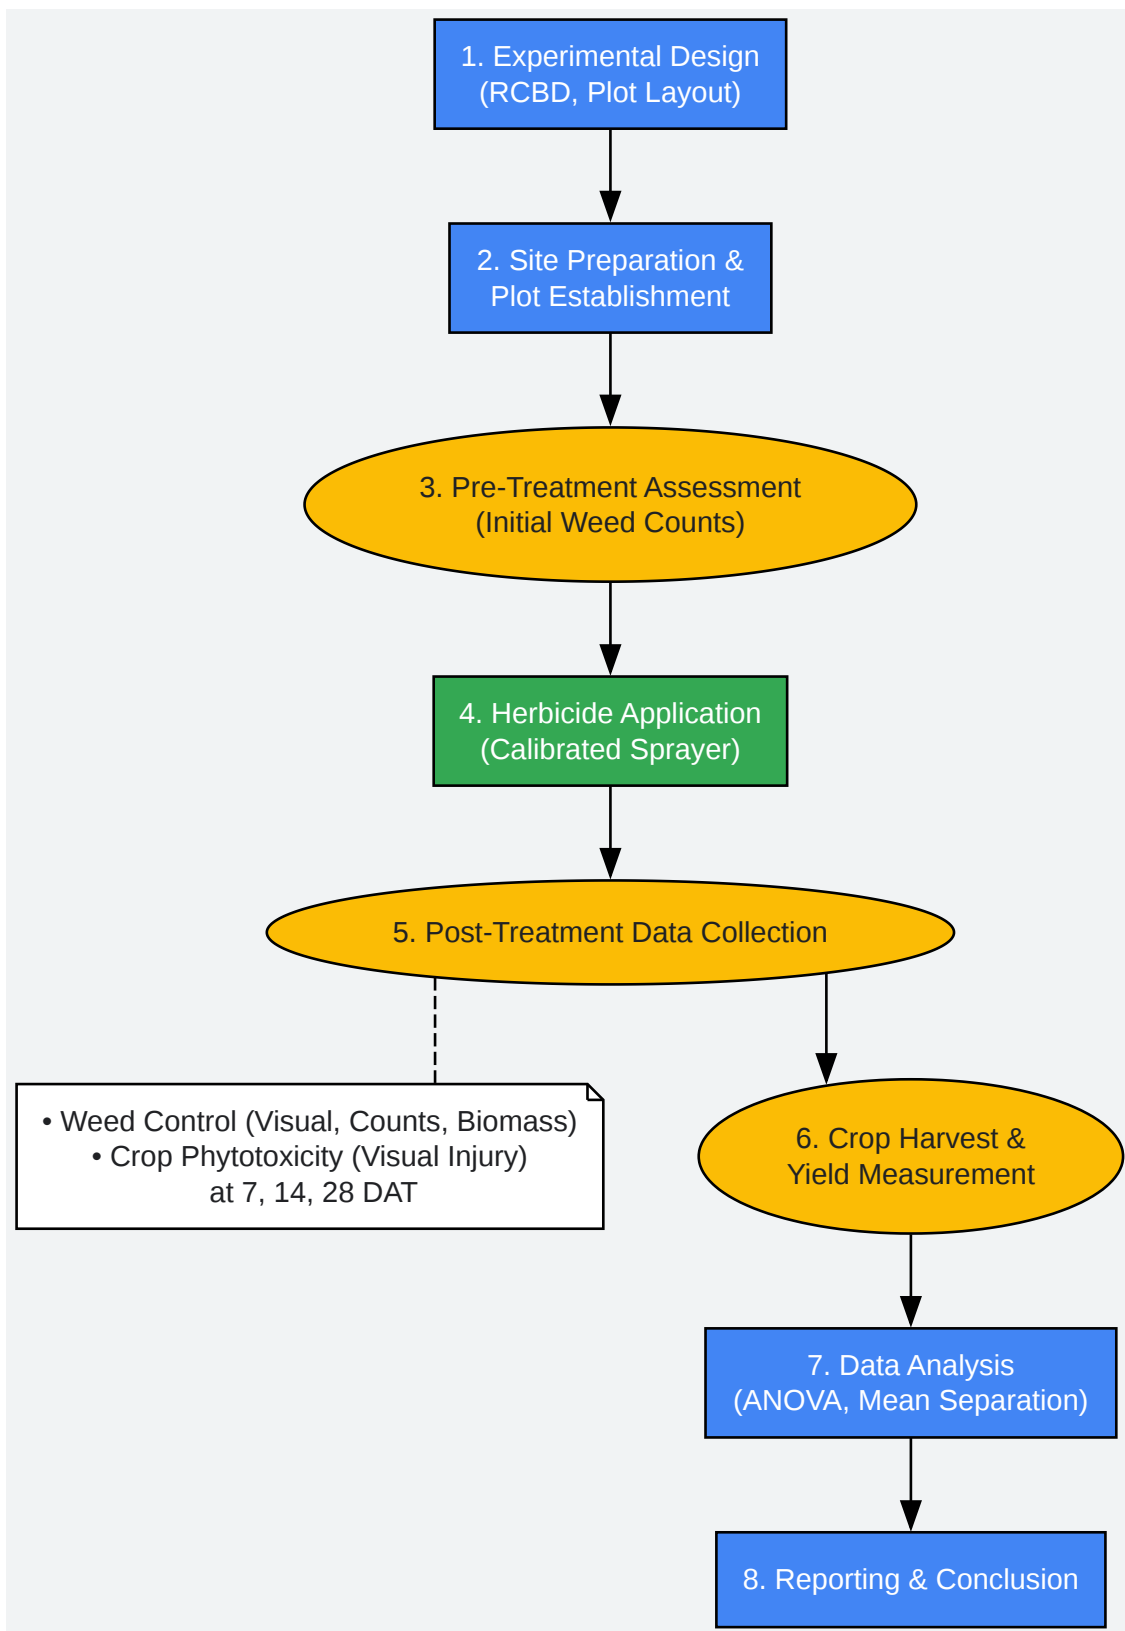 1. Experimental Design
(RCBD, Plot Layout)
2. Site Preparation &
Plot Establishment
3. Pre-Treatment Assessment
(Initial Weed Counts)
4. Herbicide Application
(Calibrated Sprayer)
5. Post-Treatment Data Collection
• Weed Control (Visual, Counts, Biomass)
• Crop Phytotoxicity (Visual Injury)
at 7, 14, 28 DAT
6. Crop Harvest &
Yield Measurement
7. Data Analysis
(ANOVA, Mean Separation)
8. Reporting & Conclusion